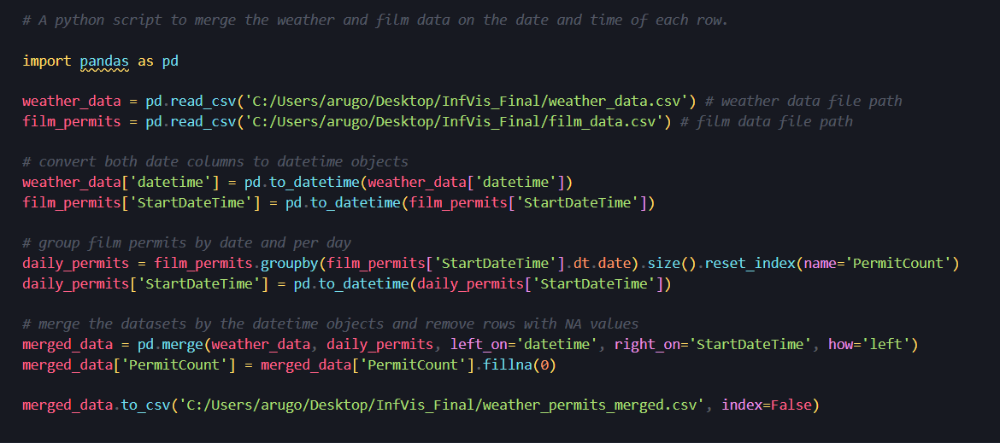 # A python script to merge the weather and film data on the date and time of each row.
import pandas as pd
weather_data = pd.read_csv('C:/Users/arugo/Desktop/InfVis_Final/weather_data.csv') # weather data file path
film_permits = pd.read_csv('C:/Users/arugo/Desktop/InfVis_Final/film_data.csv') # film data file path
# convert both date columns to datetime objects
weather_data['datetime'] = pd.to_datetime(weather_data['datetime'])
film_permits['StartDateTime'] = pd.to_datetime(film_permits['StartDateTime'])
# group film permits by date and per day
daily_permits = film_permits.groupby(film_permits['StartDateTime'].dt.date).size().reset_index(name='PermitCount')
daily_permits['StartDateTime'] = pd.to_datetime(daily_permits['StartDateTime'])
# merge the datasets by the datetime objects and remove rows with NA values
merged_data = pd.merge(weather_data, daily_permits, left_on='datetime', right_on='StartDateTime', how='left')
merged_data['PermitCount'] = merged_data['PermitCount'].fillna(0)
merged_data.to_csv('C:/Users/arugo/Desktop/InfVis_Final/weather_permits_merged.csv', index=False)